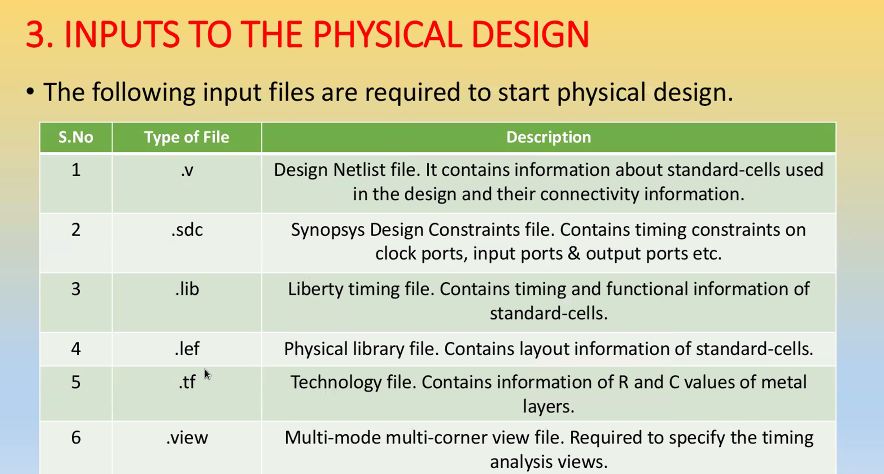 3. INPUTS TO THE PHYSICAL DESIGN
• The following input files are required to start physical design.
S.No Type of File Description
1 .v Design Netlist file. It contains information about standard-cells used
in the design and their connectivity information.
2 .sdc Synopsys Design Constraints file. Contains timing constraints on
clock ports, input ports & output ports etc.
3 .lib Liberty timing file. Contains timing and functional information of
standard-cells.
4 .lef Physical library file. Contains layout information of standard-cells.
5 .tf Technology file. Contains information of R and C values of metal
layers.
6 .view Multi-mode multi-corner view file. Required to specify the timing
analysis views.